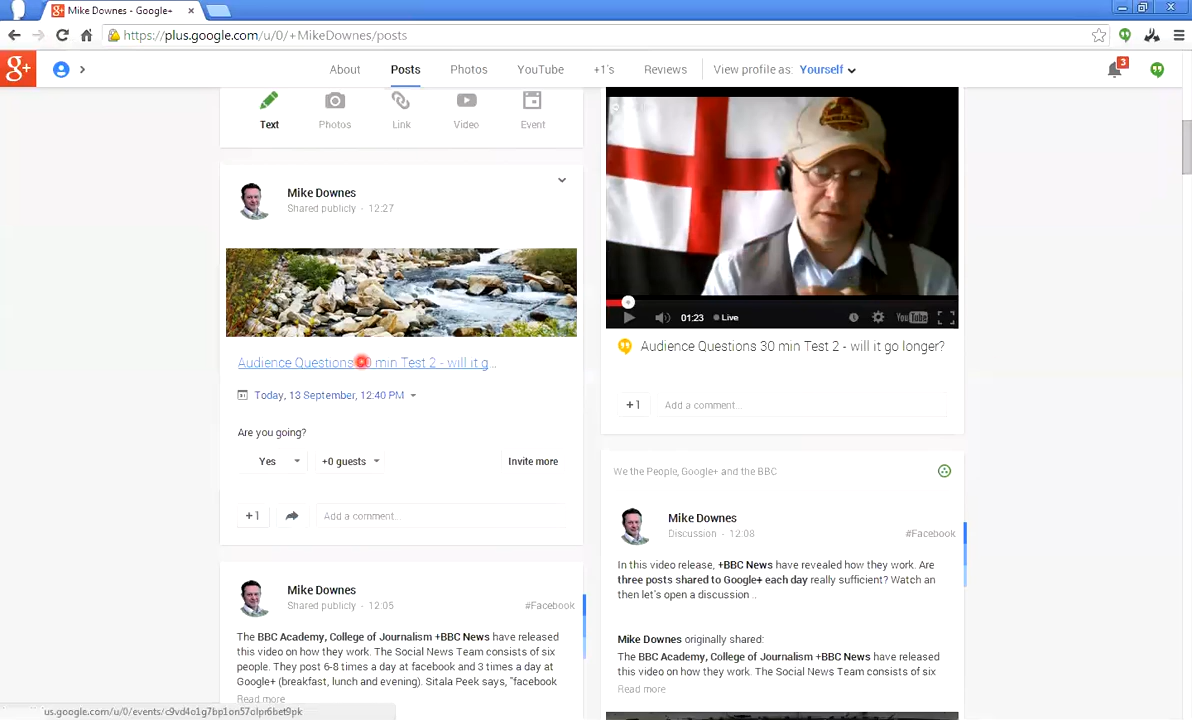 Mike Downes - Google+
https://plus.google.com/u/0/+MikeDownes/posts
g+
About
Posts
Photos
YouTube
+1's
Reviews
View profile as: Yourself
3
Text
Photos
Link
Video
Event
Mike Downes
Shared publicly - 12:27
Audience Questions 30 min Test 2 - will it g...
31
Today, 13 September, 12:40 PM
Are you going?
Yes
+0 guests
Invite more
+1
Add a comment...
Mike Downes
Shared publicly - 12:05
#Facebook
The BBC Academy, College of Journalism +BBC News have released
this video on how they work. The Social News Team consists of six
people. They post 6-8 times a day at facebook and 3 times a day at
Google+ (breakfast, lunch and evening). Sitala Peek says, "facebook
Read more
us.google.com/u/0/events/c9vd4o1g7bp1on57olpr6bet9pk
01:23
Live
YouTube
Audience Questions 30 min Test 2 - will it go longer?
+1
Add a comment...
We the People, Google+ and the BBC
Mike Downes
Discussion - 12:08
#Facebook
In this video release, +BBC News have revealed how they work. Are
three posts shared to Google+ each day really sufficient? Watch an
then let's open a discussion ..
Mike Downes originally shared:
The BBC Academy, College of Journalism +BBC News have released
this video on how they work. The Social News Team consists of six
Read more